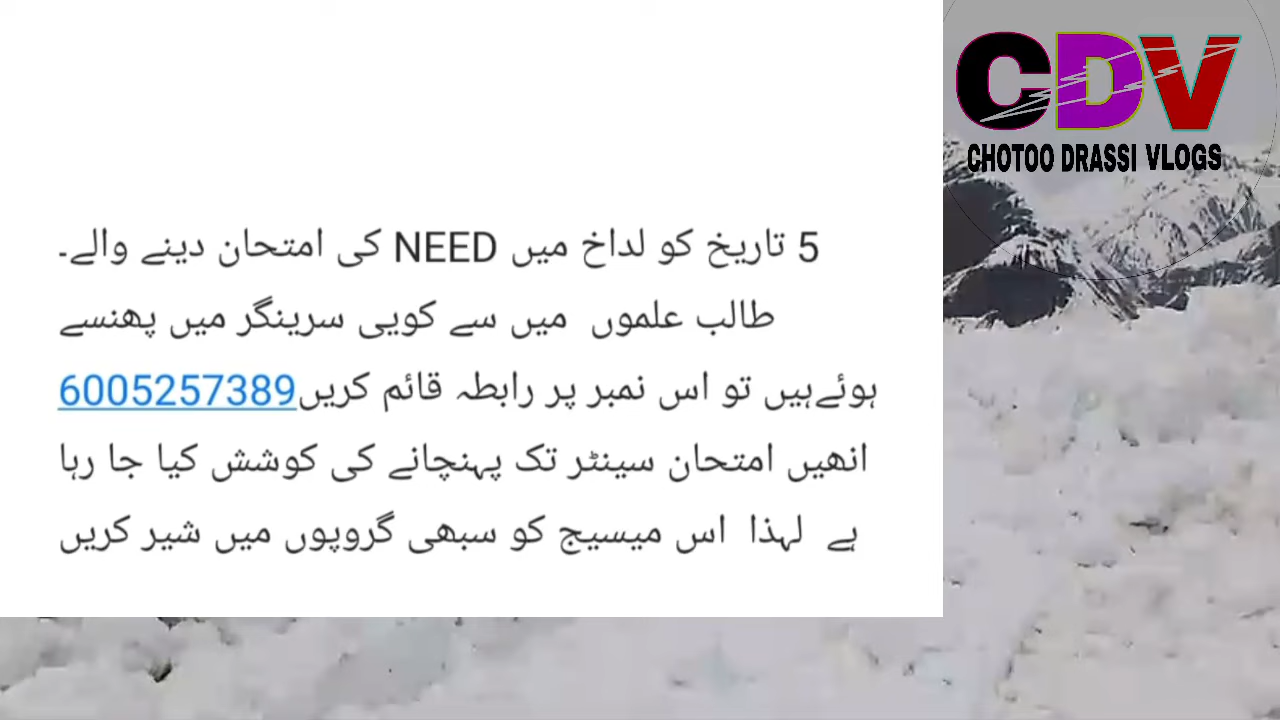 CDV
CHOTOO DRASSI VLOGS
5 تاریخ کو لداخ میں NEED کی امتحان دینے والے۔
طالب علموں میں سے کویی سرینگر میں پھنسے
ہوئےہیں تو اس نمبر پر رابطہ قائم کریں6005257389
انھیں امتحان سینٹر تک پہنچانے کی کوشش کیا جا رہا
ہے لہذا اس میسیج کو سبھی گروپوں میں شیر کریں